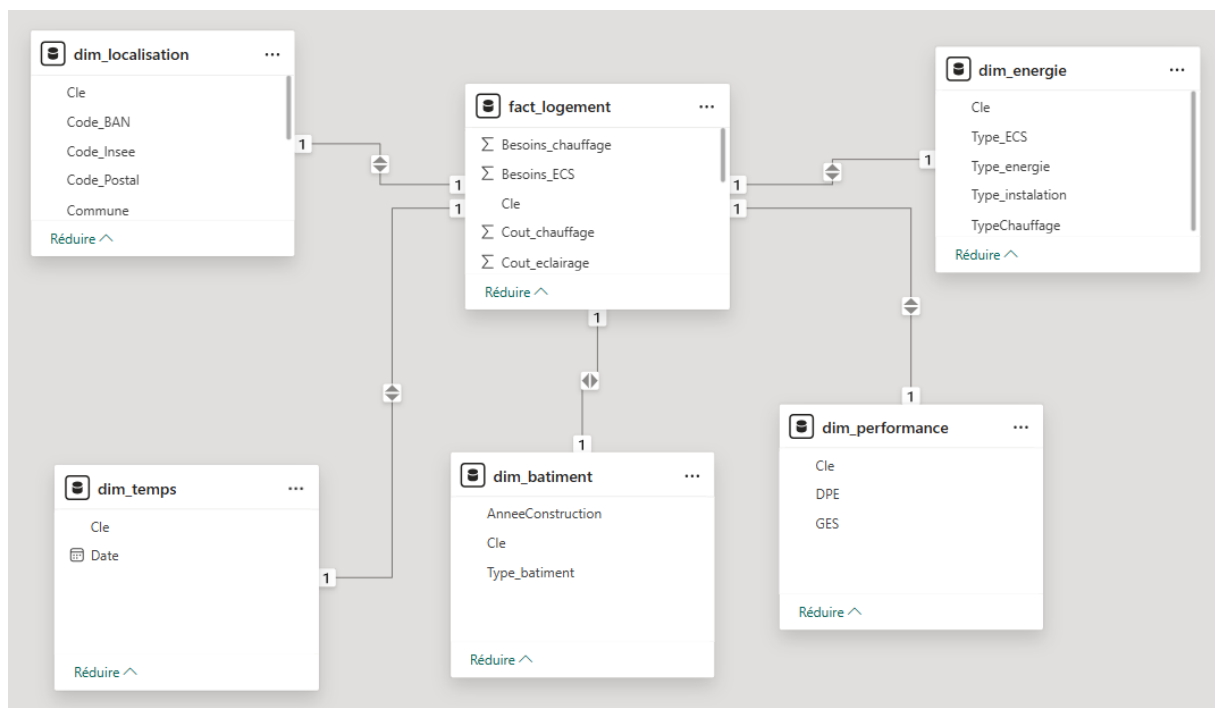 dim_localisation
Cle
Code_BAN
Code_Insee
Code_Postal
Commune
Réduire
fact_logement
Σ Besoins_chauffage
Σ Besoins_ECS
Cle
Σ Cout_chauffage
Σ Cout_eclairage
Réduire
dim_energie
Cle
Type_ECS
Type_energie
Type_instalation
TypeChauffage
Réduire
1
1
1
1
1
1
1
1
1
1
dim_temps
Cle
Date
Réduire
dim_batiment
AnneeConstruction
Cle
Type_batiment
Réduire
dim_performance
Cle
DPE
GES
Réduire